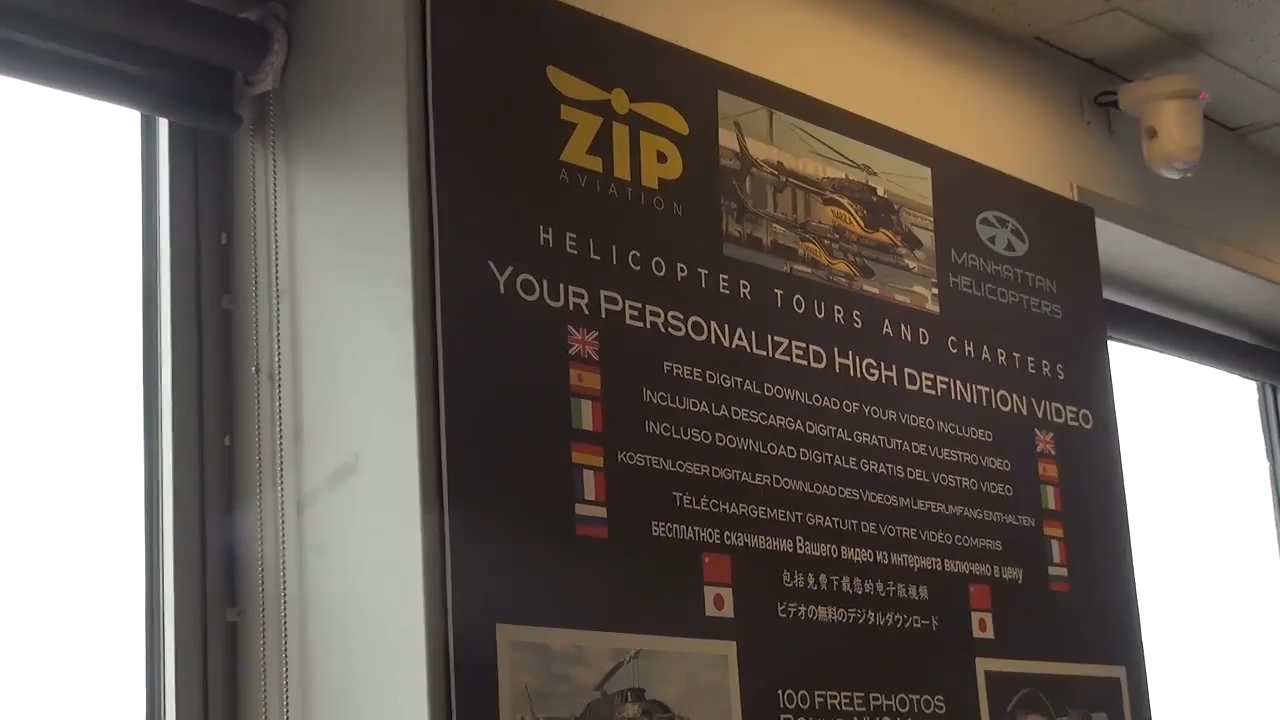 ZIP
AVIATION
MANHATTAN
HELICOPTERS
HELICOPTER TOURS AND CHARTERS
YOUR PERSONALIZED HIGH DEFINITION VIDEO
FREE DIGITAL DOWNLOAD OF YOUR VIDEO INCLUDED
INCLUIDA LA DESCARGA DIGITAL GRATUITA DE VUESTRO VIDEO
INCLUSO DOWNLOAD DIGITALE GRATIS DEL VOSTRO VIDEO
KOSTENLOSER DIGITALER DOWNLOAD DES VIDEOS IM LIEFERUMFANG ENTHALTEN
TÉLÉCHARGEMENT GRATUIT DE VOTRE VIDÉO COMPRIS
БЕСПЛАТНОЕ скачивание Вашего видео из интернета включено в цену
包括免费下载您的电子版视频
ビデオの無料のデジタルダウンロード
100 FREE PHOTOS